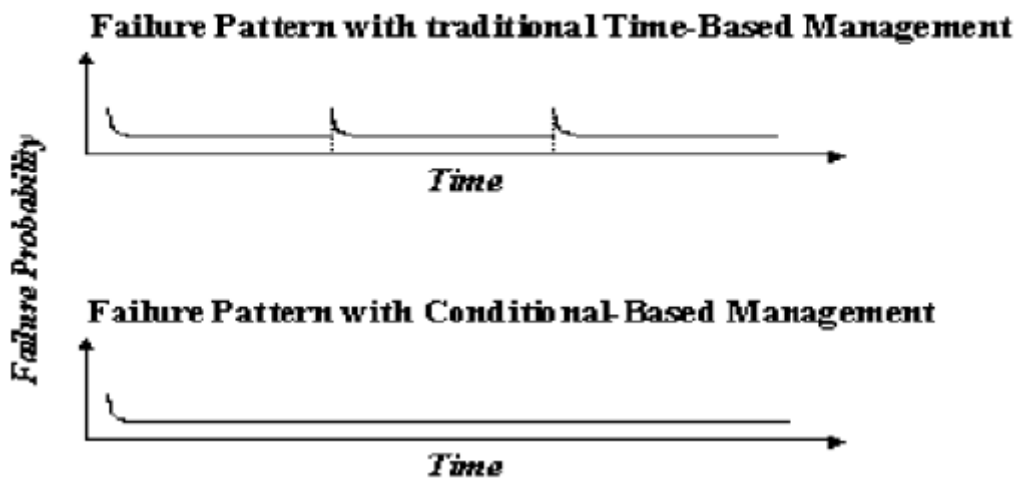 Failure Pattern with traditional Time-Based Management
Time
Failure Probability
Failure Pattern with Conditional-Based Management
Time